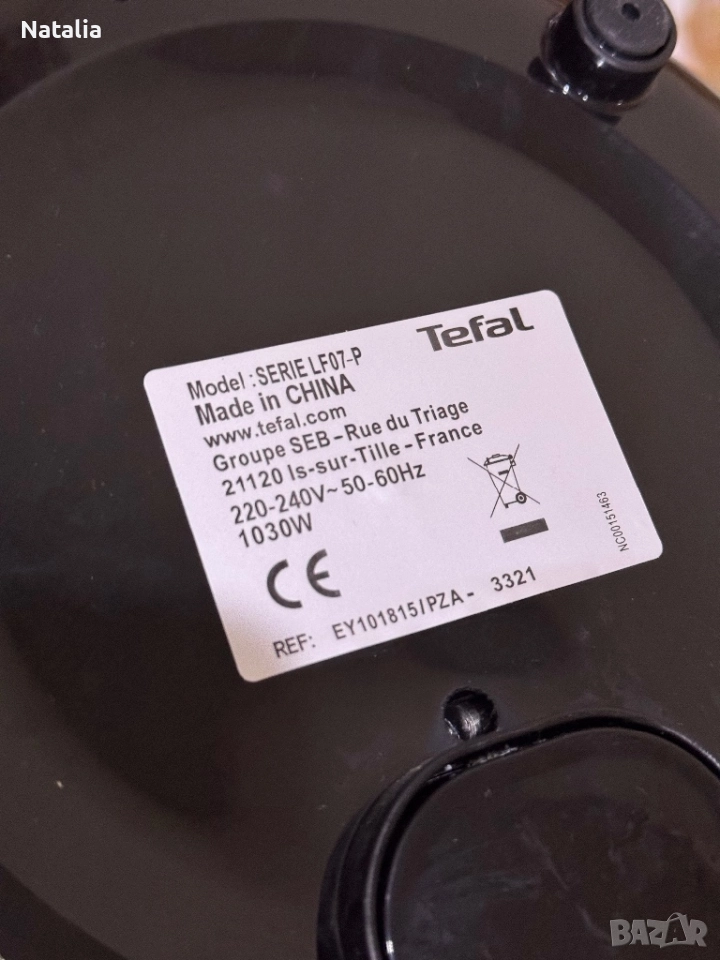 Natalia
Tefal
Model : SERIE LF07-P
Made in CHINA
www.tefal.com
Groupe SEB - Rue du Triage
21120 Is-sur-Tille - France
220-240V~ 50-60Hz
1030W
NC00151463
CE
REF: EY101815/PZA - 3321
BAZAR